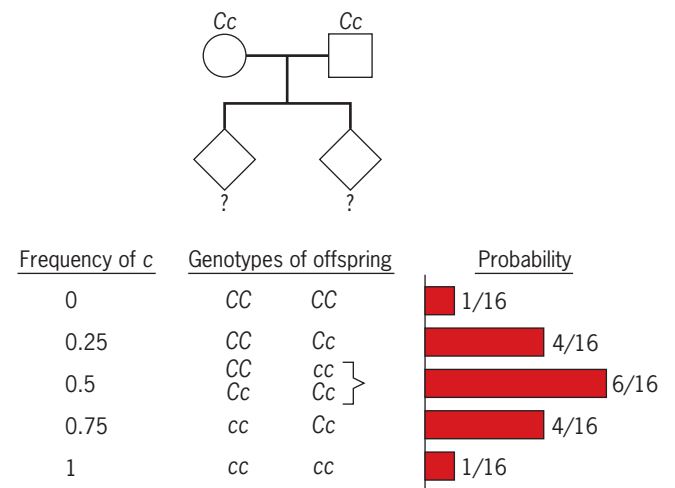 Cc Cc
? ?
Frequency of c Genotypes of offspring Probability
0 CC CC 1/16
0.25 CC Cc 4/16
CC cc
0.5 Cc Cc 6/16
0.75 cc Cc 4/16
1 cc cc 1/16